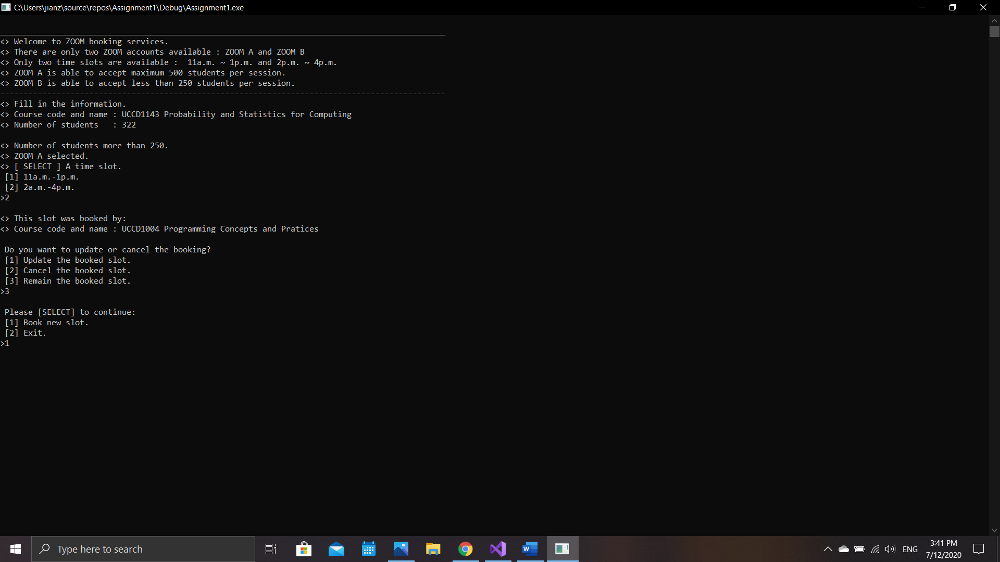 C:\Users\jianz\source\repos\Assignment1\Debug\Assignment1.exe
<> Welcome to ZOOM booking services.
<> There are only two ZOOM accounts available : ZOOM A and ZOOM B
<> Only two time slots are available :  11a.m. ~ 1p.m. and 2p.m. ~ 4p.m.
<> ZOOM A is able to accept maximum 500 students per session.
<> ZOOM B is able to accept less than 250 students per session.
-----------------------------------------------------------------------------------------------
<> Fill in the information.
<> Course code and name : UCCD1143 Probability and Statistics for Computing
<> Number of students   : 322
<> Number of students more than 250.
<> ZOOM A selected.
<> [ SELECT ] A time slot.
[1] 11a.m.-1p.m.
[2] 2a.m.-4p.m.
>2
<> This slot was booked by:
<> Course code and name : UCCD1004 Programming Concepts and Pratices
Do you want to update or cancel the booking?
[1] Update the booked slot.
[2] Cancel the booked slot.
[3] Remain the booked slot.
>3
Please [SELECT] to continue:
[1] Book new slot.
[2] Exit.
>1
Type here to search
W
ENG
3:41 PM
7/12/2020